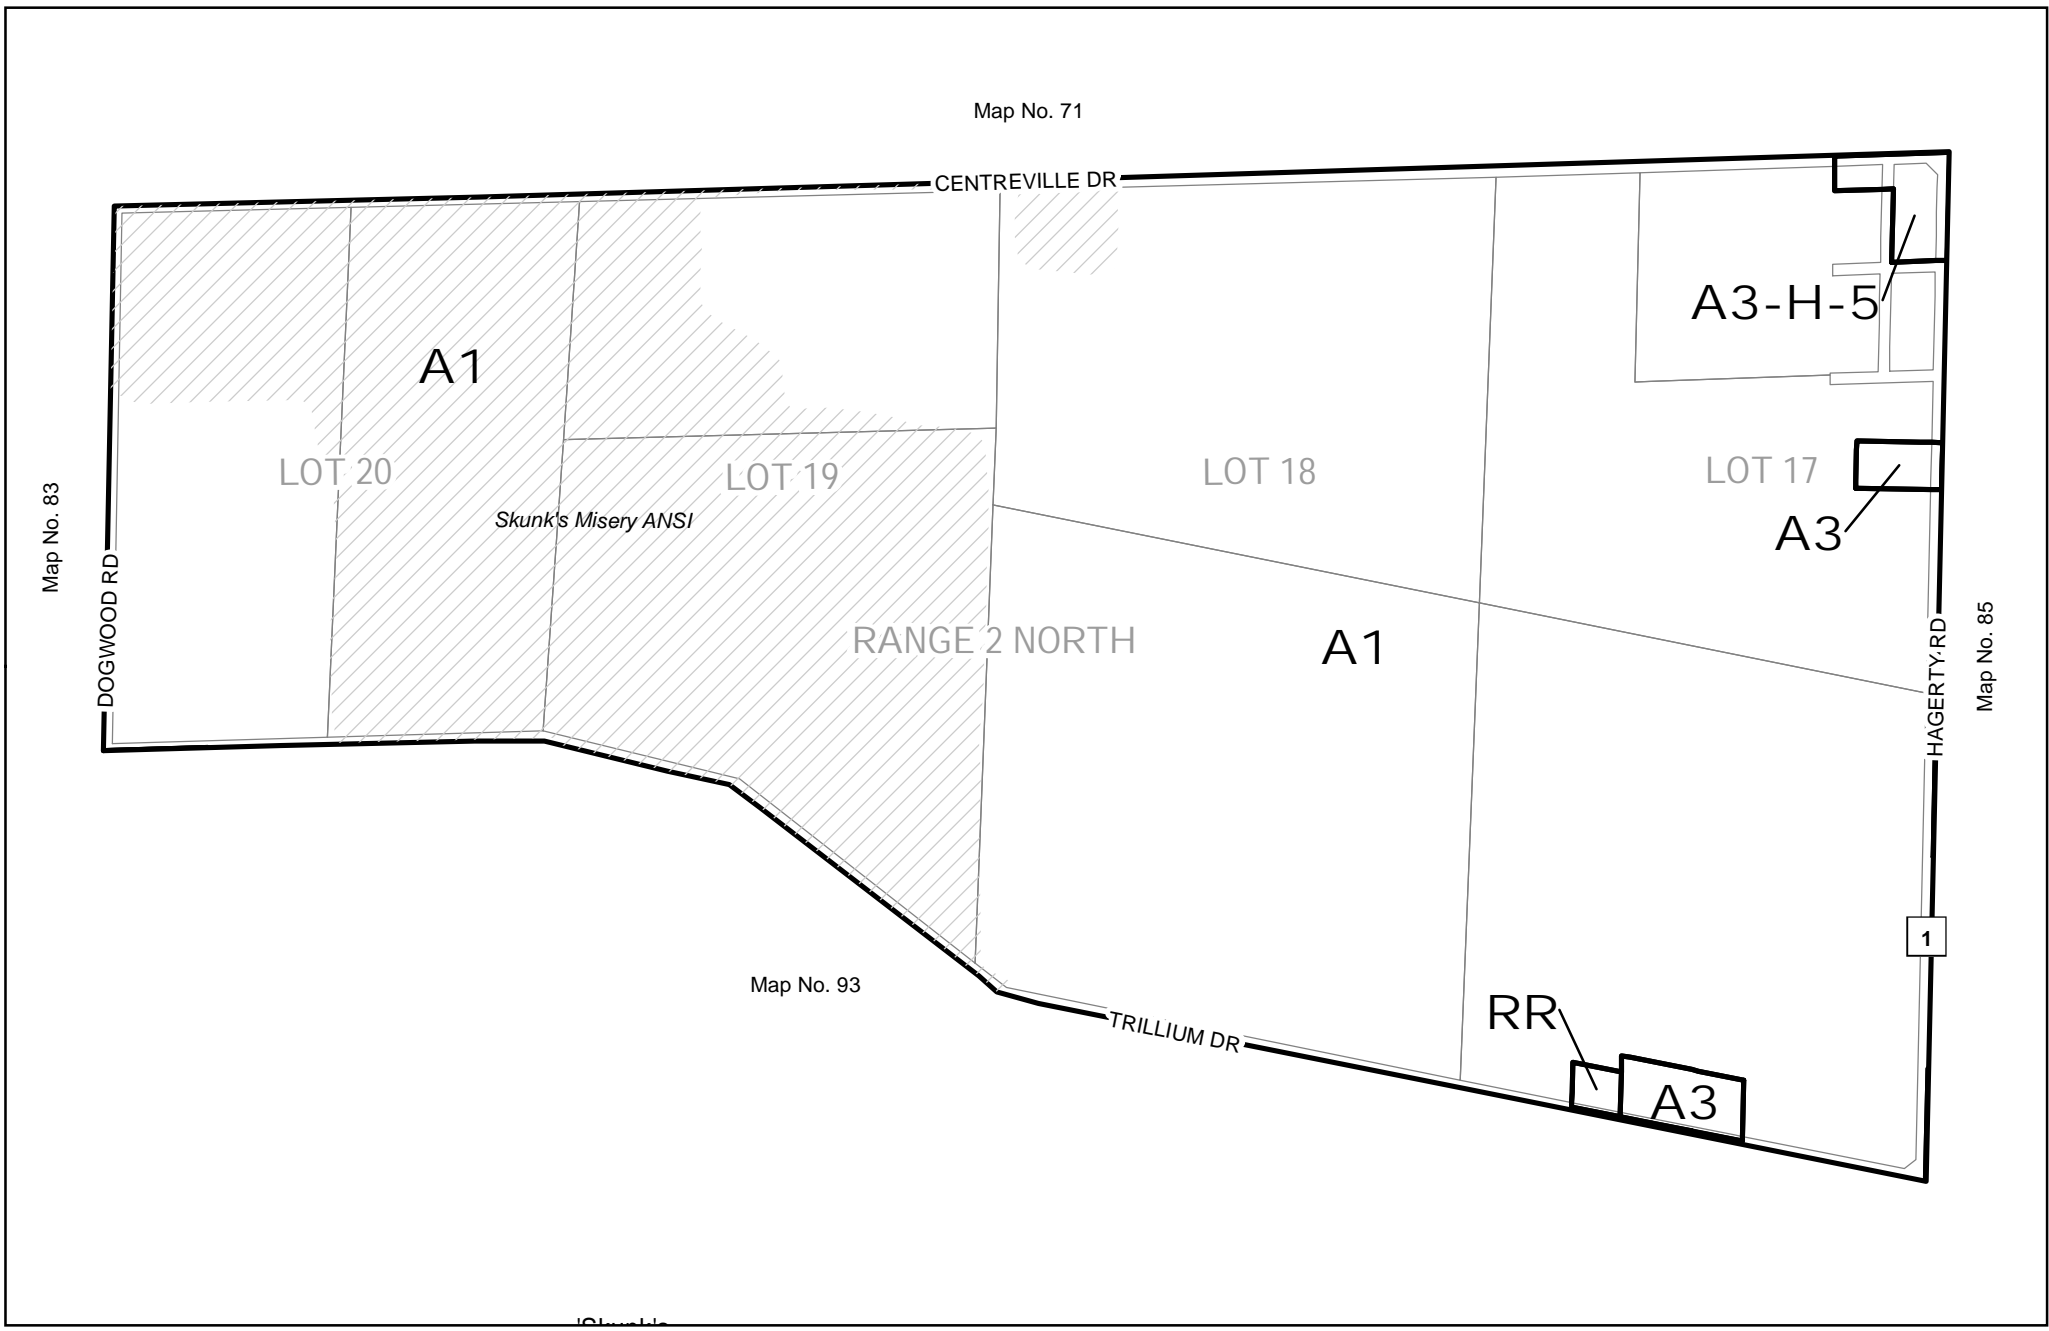 Map No. 71
CENTREVILLE DR
A3-H-5
A1
LOT 20
LOT 19
LOT 18
LOT 17
Skunk's Misery ANSI
A3
Map No. 83
DOGWOOD RD
RANGE 2 NORTH
A1
HAGERTY RD
Map No. 85
1
Map No. 93
TRILLIUM DR
RR
A3
'Skunk's